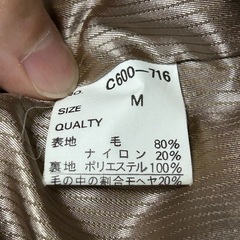 NO. C600-716
SIZE M
QUALTY
表地 毛 80%
ナイロン 20%
裏地 ポリエステル100%
毛の中の割合モヘヤ20%